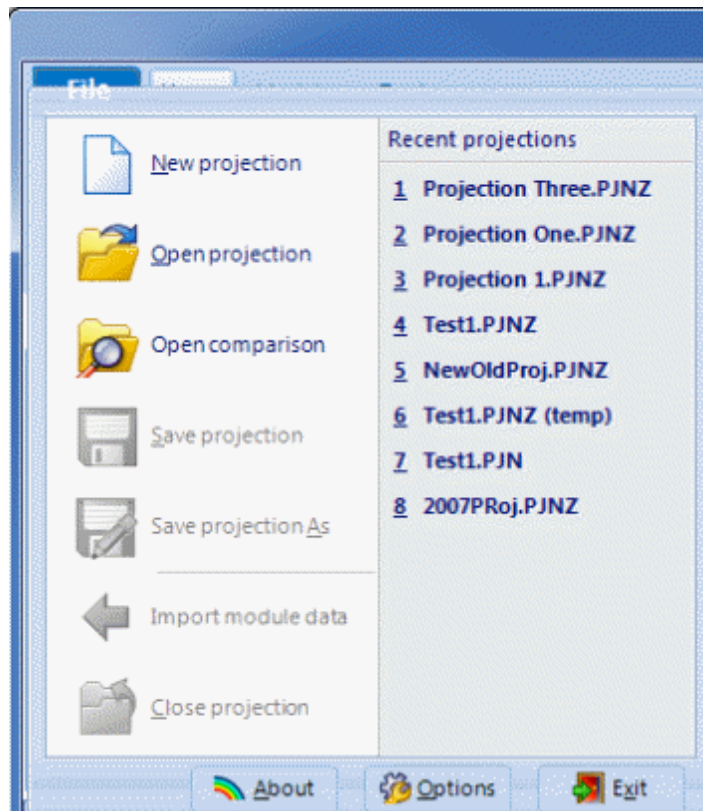 File
New projection
Open projection
Open comparison
Save projection
Save projection As
Import module data
Close projection
Recent projections
1 Projection Three.PJNZ
2 Projection One.PJNZ
3 Projection 1.PJNZ
4 Test1.PJNZ
5 NewOldProj.PJNZ
6 Test1.PJNZ (temp)
7 Test1.PJN
8 2007PRoj.PJNZ
About
Options
Exit